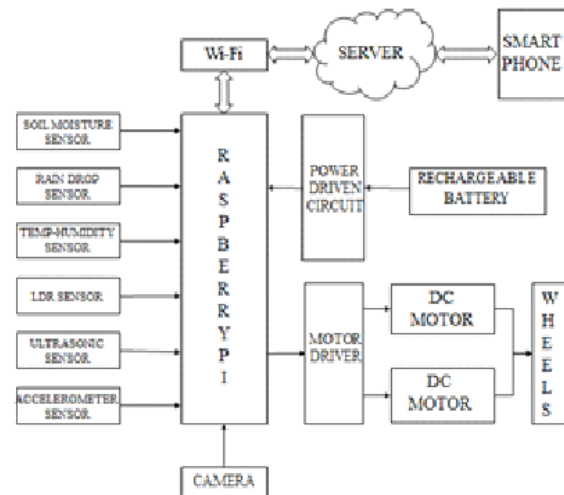 SMART
PHONE
SERVER
Wi-Fi
SOIL MOISTURE
SENSOR
RAIN DROP
SENSOR
TEMP-HUMIDITY
SENSOR
LDR SENSOR
ULTRASONIC
SENSOR
ACCELEROMETER
SENSOR
R
A
S
P
B
E
R
R
Y
P
I
POWER
DRIVEN
CIRCUIT
RECHARGEABLE
BATTERY
MOTOR
DRIVER
DC
MOTOR
DC
MOTOR
W
H
E
E
L
S
CAMERA